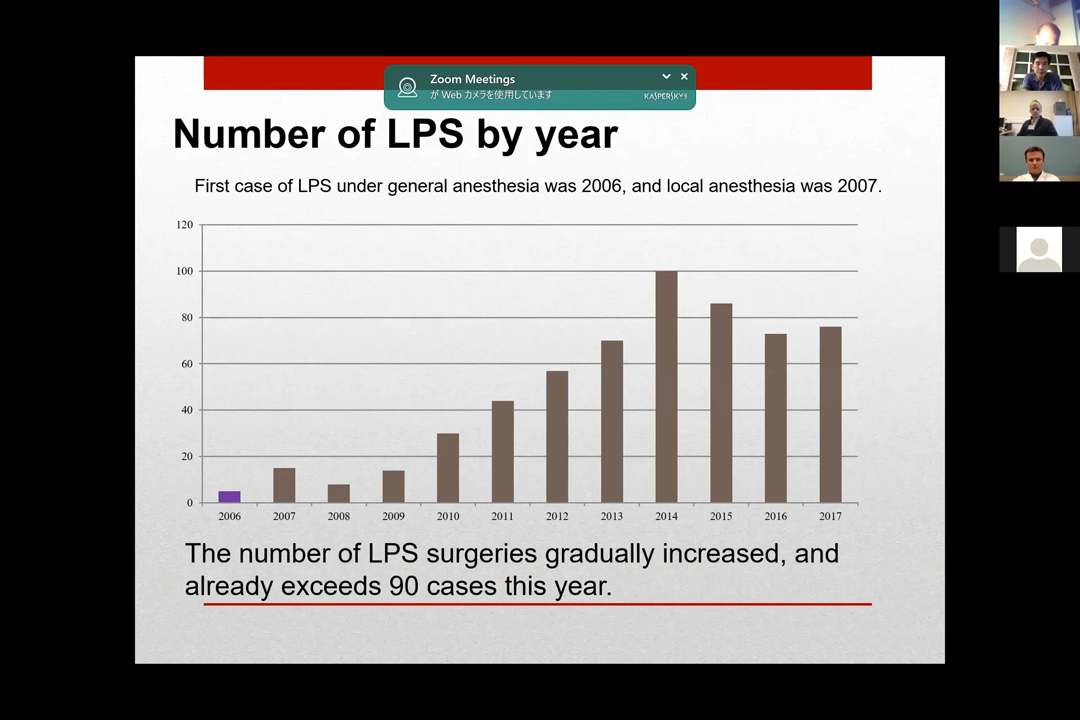 Zoom Meetings
が Web カメラを使用しています
KASPERSKY
Number of LPS by year
First case of LPS under general anesthesia was 2006, and local anesthesia was 2007.
120
100
80
60
40
20
0
2006 2007 2008 2009 2010 2011 2012 2013 2014 2015 2016 2017
The number of LPS surgeries gradually increased, and
already exceeds 90 cases this year.